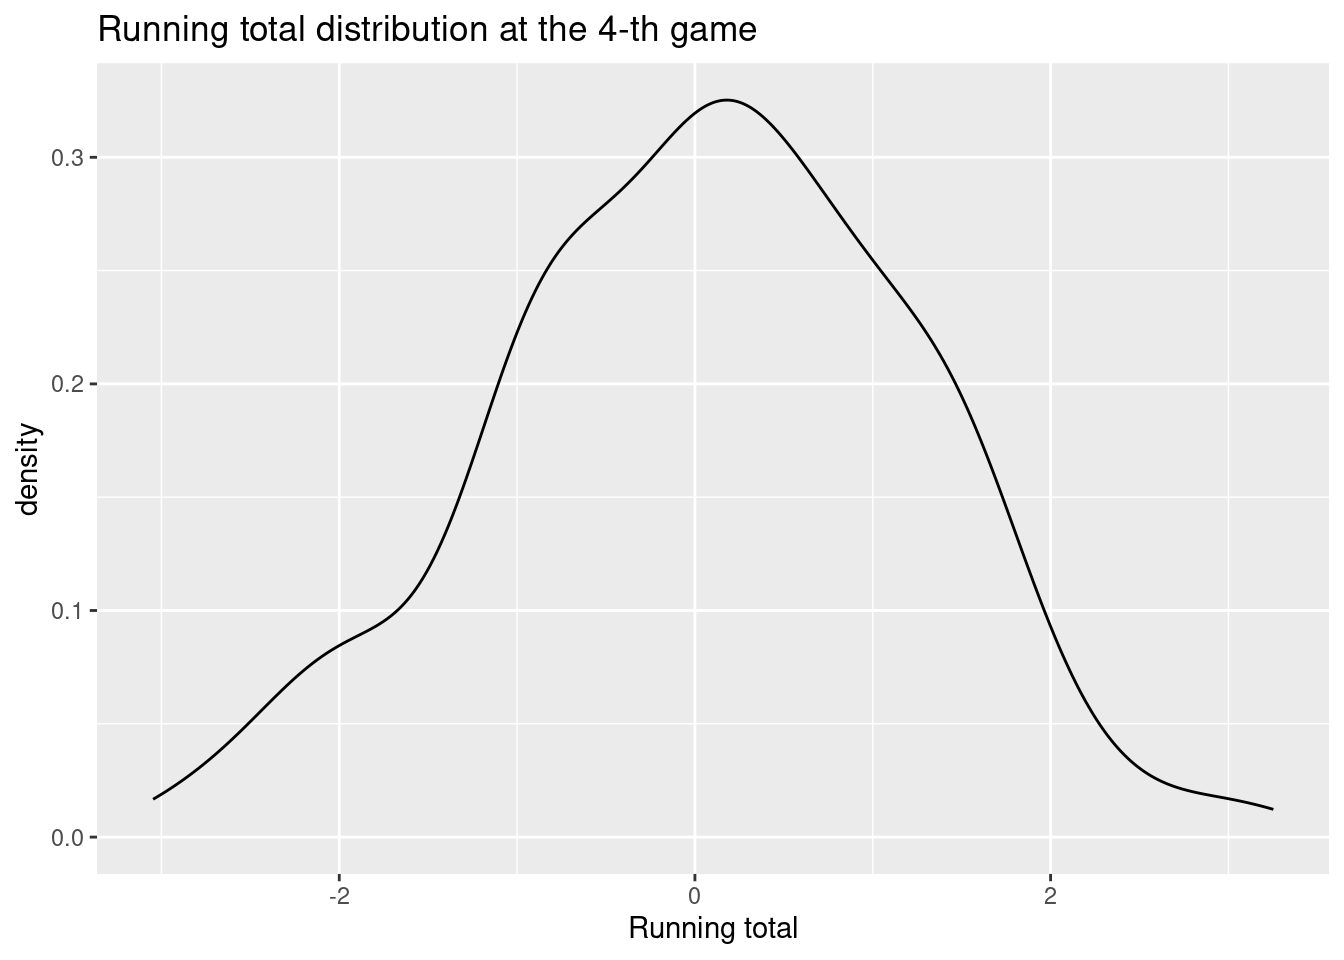 Running total distribution at the 4-th game
density
0.3
0.2
0.1
0.0
-2 0 2
Running total